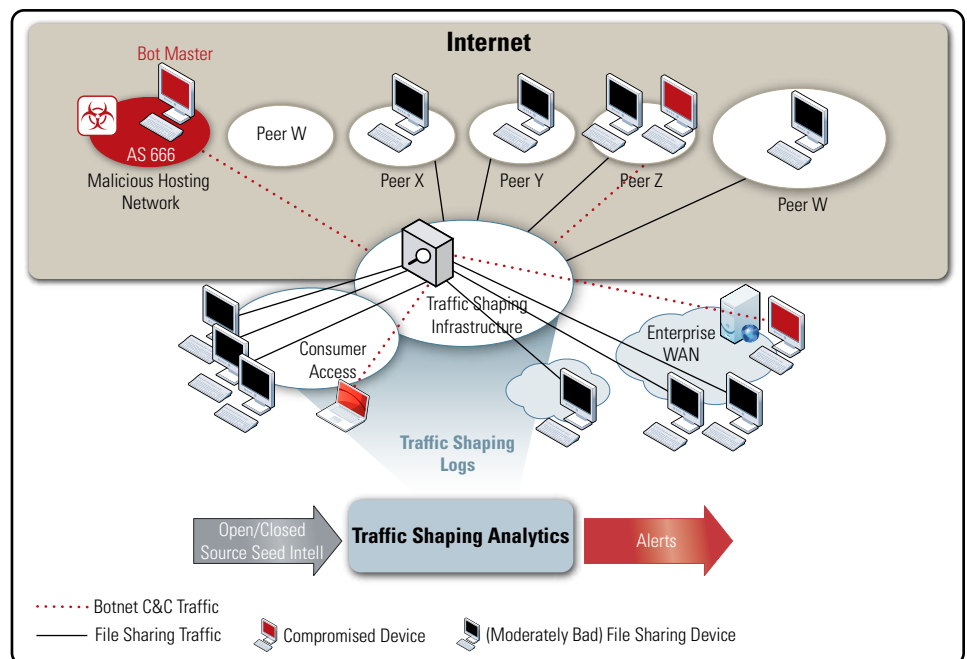 Internet
Bot Master
AS 666
Malicious Hosting
Network
Peer W
Peer X
Peer Y
Peer Z
Peer W
Traffic Shaping
Infrastructure
Consumer
Access
Enterprise
WAN
Traffic Shaping
Logs
Open/Closed
Source Seed Intell
Traffic Shaping Analytics
Alerts
Botnet C&C Traffic
File Sharing Traffic
Compromised Device
(Moderately Bad) File Sharing Device